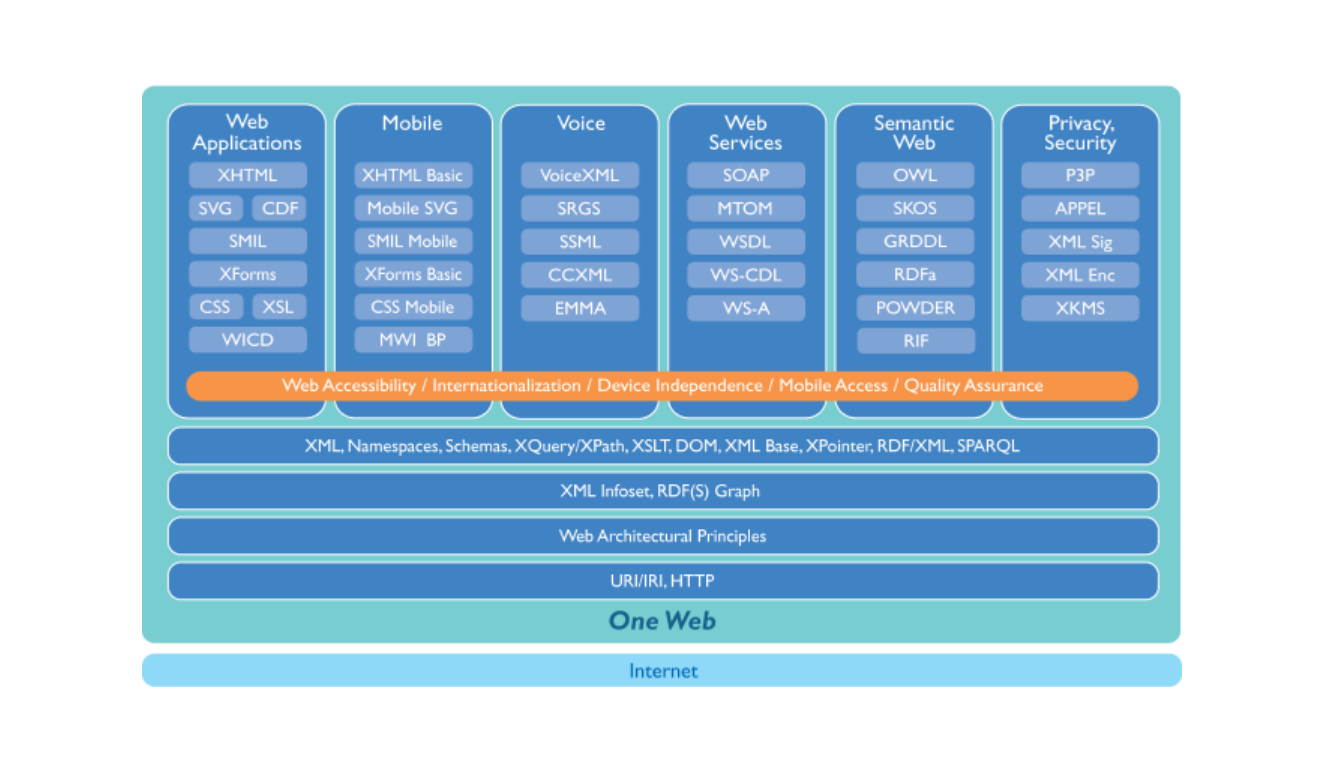 Web
Applications
XHTML
SVG CDF
SMIL
XForms
CSS XSL
WICD
Mobile
XHTML Basic
Mobile SVG
SMIL Mobile
XForms Basic
CSS Mobile
MWI BP
Voice
VoiceXML
SRGS
SSML
CCXML
EMMA
Web
Services
SOAP
MTOM
WSDL
WS-CDL
WS-A
Semantic
Web
OWL
SKOS
GRDDL
RDFa
POWDER
RIF
Privacy,
Security
P3P
APPEL
XML Sig
XML Enc
XKMS
Web Accessibility / Internationalization / Device Independence / Mobile Access / Quality Assurance
XML, Namespaces, Schemas, XQuery/XPath, XSLT, DOM, XML Base, XPointer, RDF/XML, SPARQL
XML Infoset, RDF(S) Graph
Web Architectural Principles
URI/IRI, HTTP
One Web
Internet